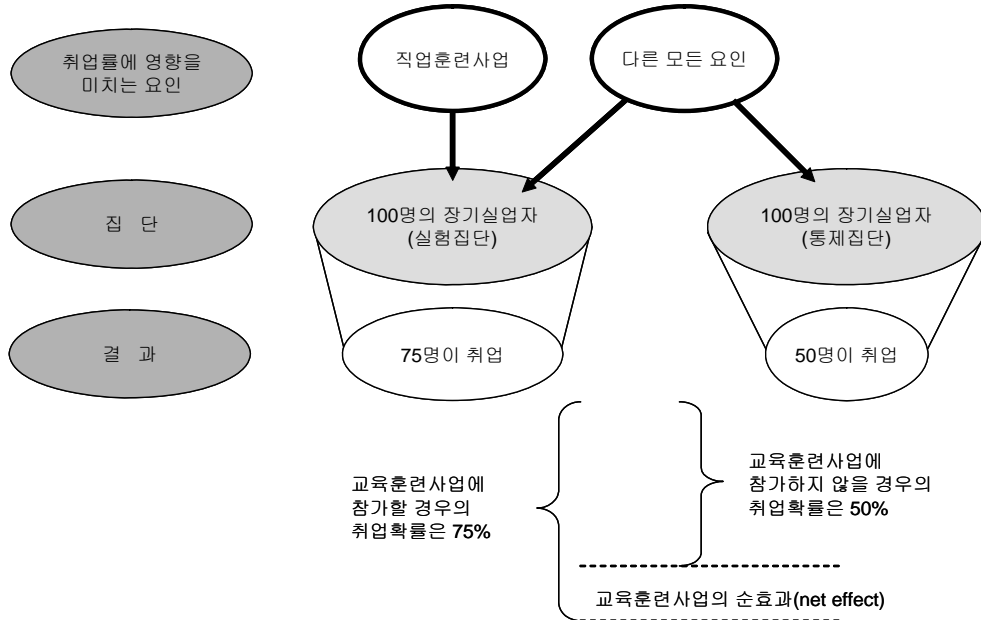 취업률에 영향을
미치는 요인
직업훈련사업
다른 모든 요인
집 단
100명의 장기실업자
(실험집단)
100명의 장기실업자
(통제집단)
결 과
75명이 취업
50명이 취업
교육훈련사업에
참가할 경우의
취업확률은 75%
교육훈련사업에
참가하지 않을 경우의
취업확률은 50%
교육훈련사업의 순효과(net effect)